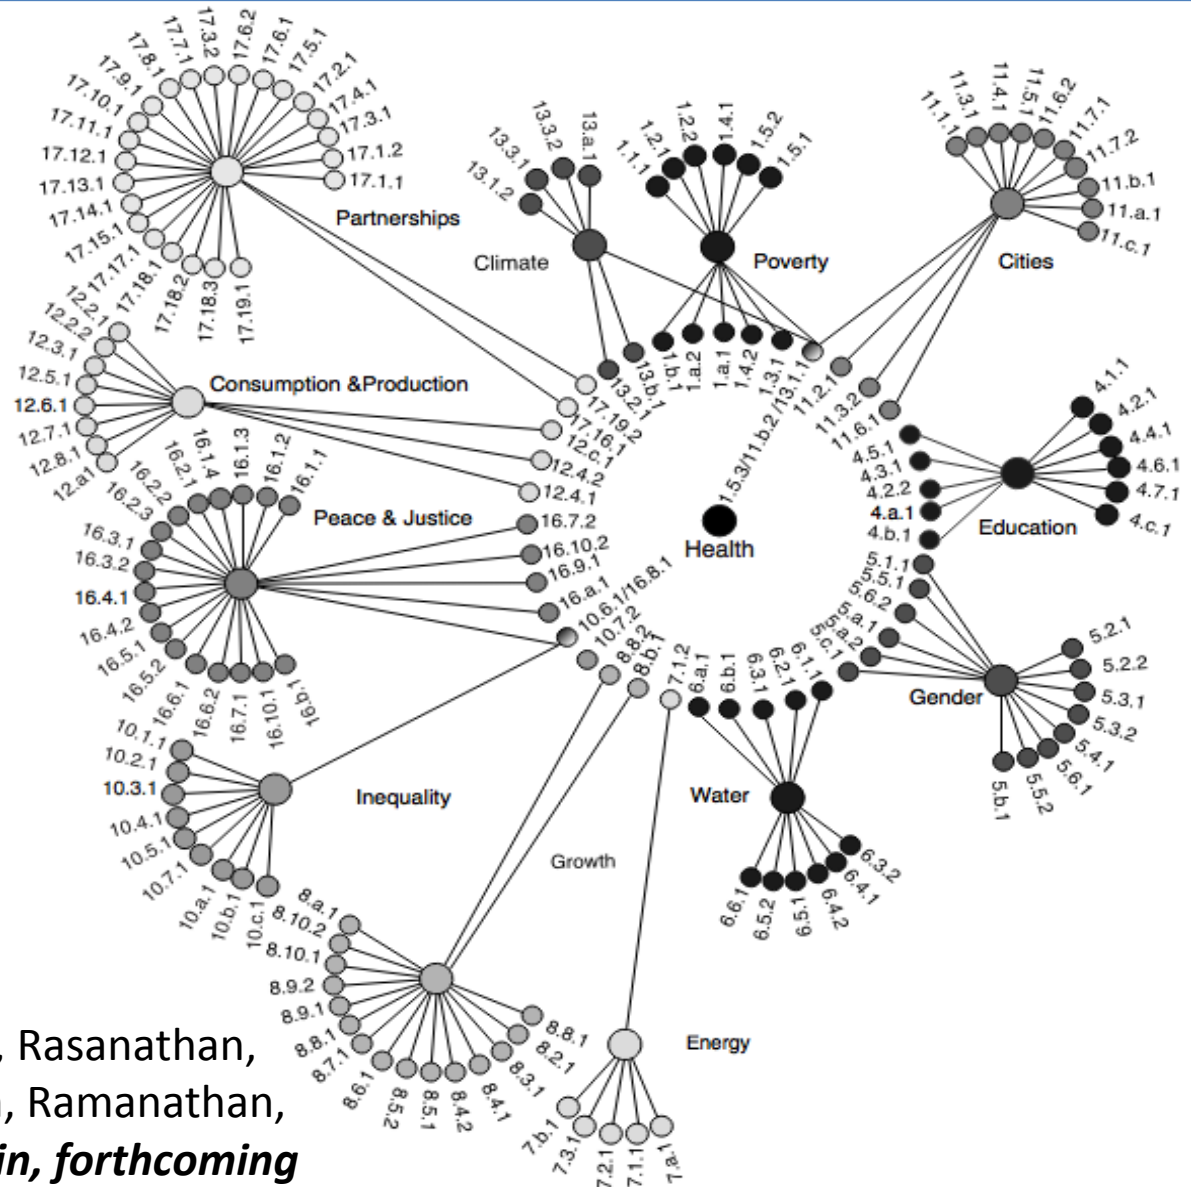 17.1.1
17.1.2
17.3.1
17.4.1
17.2.1
17.5.1
17.6.1
17.6.2
17.3.2
17.7.1
17.8.1
17.9.1
17.10.1
17.11.1
17.12.1
17.13.1
17.14.1
17.15.1
17.17.1
17.18.1
17.18.2
17.18.3
17.19.1
Partnerships
13.1.2
13.3.1
13.3.2
13.a.1
Climate
1.1.1
1.2.1
1.2.2
1.4.1
1.5.2
1.5.1
Poverty
11.1.1
11.3.1
11.4.1
11.5.1
11.6.2
11.7.1
11.7.2
11.b.1
11.a.1
11.c.1
Cities
12.2.1
12.2.2
12.3.1
12.5.1
12.6.1
12.7.1
12.8.1
12.a1
Consumption &Production
17.19.2
17.16.1
12.c.1
12.4.2
12.4.1
13.2.1
13.b.1
1.b.1
1.a.2
1.a.1
1.4.2
1.3.1
1.5.3/11.b.2 /13.1.1
11.2.1
11.3.2
11.6.1
4.5.1
4.3.1
4.2.2
4.a.1
4.b.1
4.1.1
4.2.1
4.4.1
4.6.1
4.7.1
4.c.1
Education
16.1.1
16.1.2
16.1.3
16.1.4
16.2.1
16.2.2
16.2.3
16.3.1
16.3.2
16.4.1
16.4.2
16.5.1
16.5.2
16.6.1
16.6.2
16.7.1
16.10.1
16.b.1
Peace & Justice
16.7.2
16.10.2
16.9.1
16.a.1
10.6.1/16.8.1
Health
5.1.1
5.5.1
5.6.2
5.a.1
5.a.2
5.c.1
5.2.1
5.2.2
5.3.1
5.3.2
5.4.1
5.6.1
5.5.2
5.b.1
Gender
10.7.2
8.8.2
8.b.1
7.1.2
6.a.1
6.b.1
6.3.1
6.2.1
6.1.1
Water
6.3.2
6.4.1
6.4.2
6.5.1
6.5.2
6.6.1
10.1.1
10.2.1
10.3.1
10.4.1
10.5.1
10.7.1
10.a.1
10.b.1
10.c.1
Inequality
Growth
8.a.1
8.10.2
8.10.1
8.9.2
8.9.1
8.8.1
8.7.1
8.6.1
8.5.2
8.5.1
8.4.2
8.4.1
8.3.1
8.2.1
8.8.1
Energy
7.b.1
7.3.1
7.2.1
7.1.1
7.a.1
, Rasanathan,
, Ramanathan,
in, forthcoming